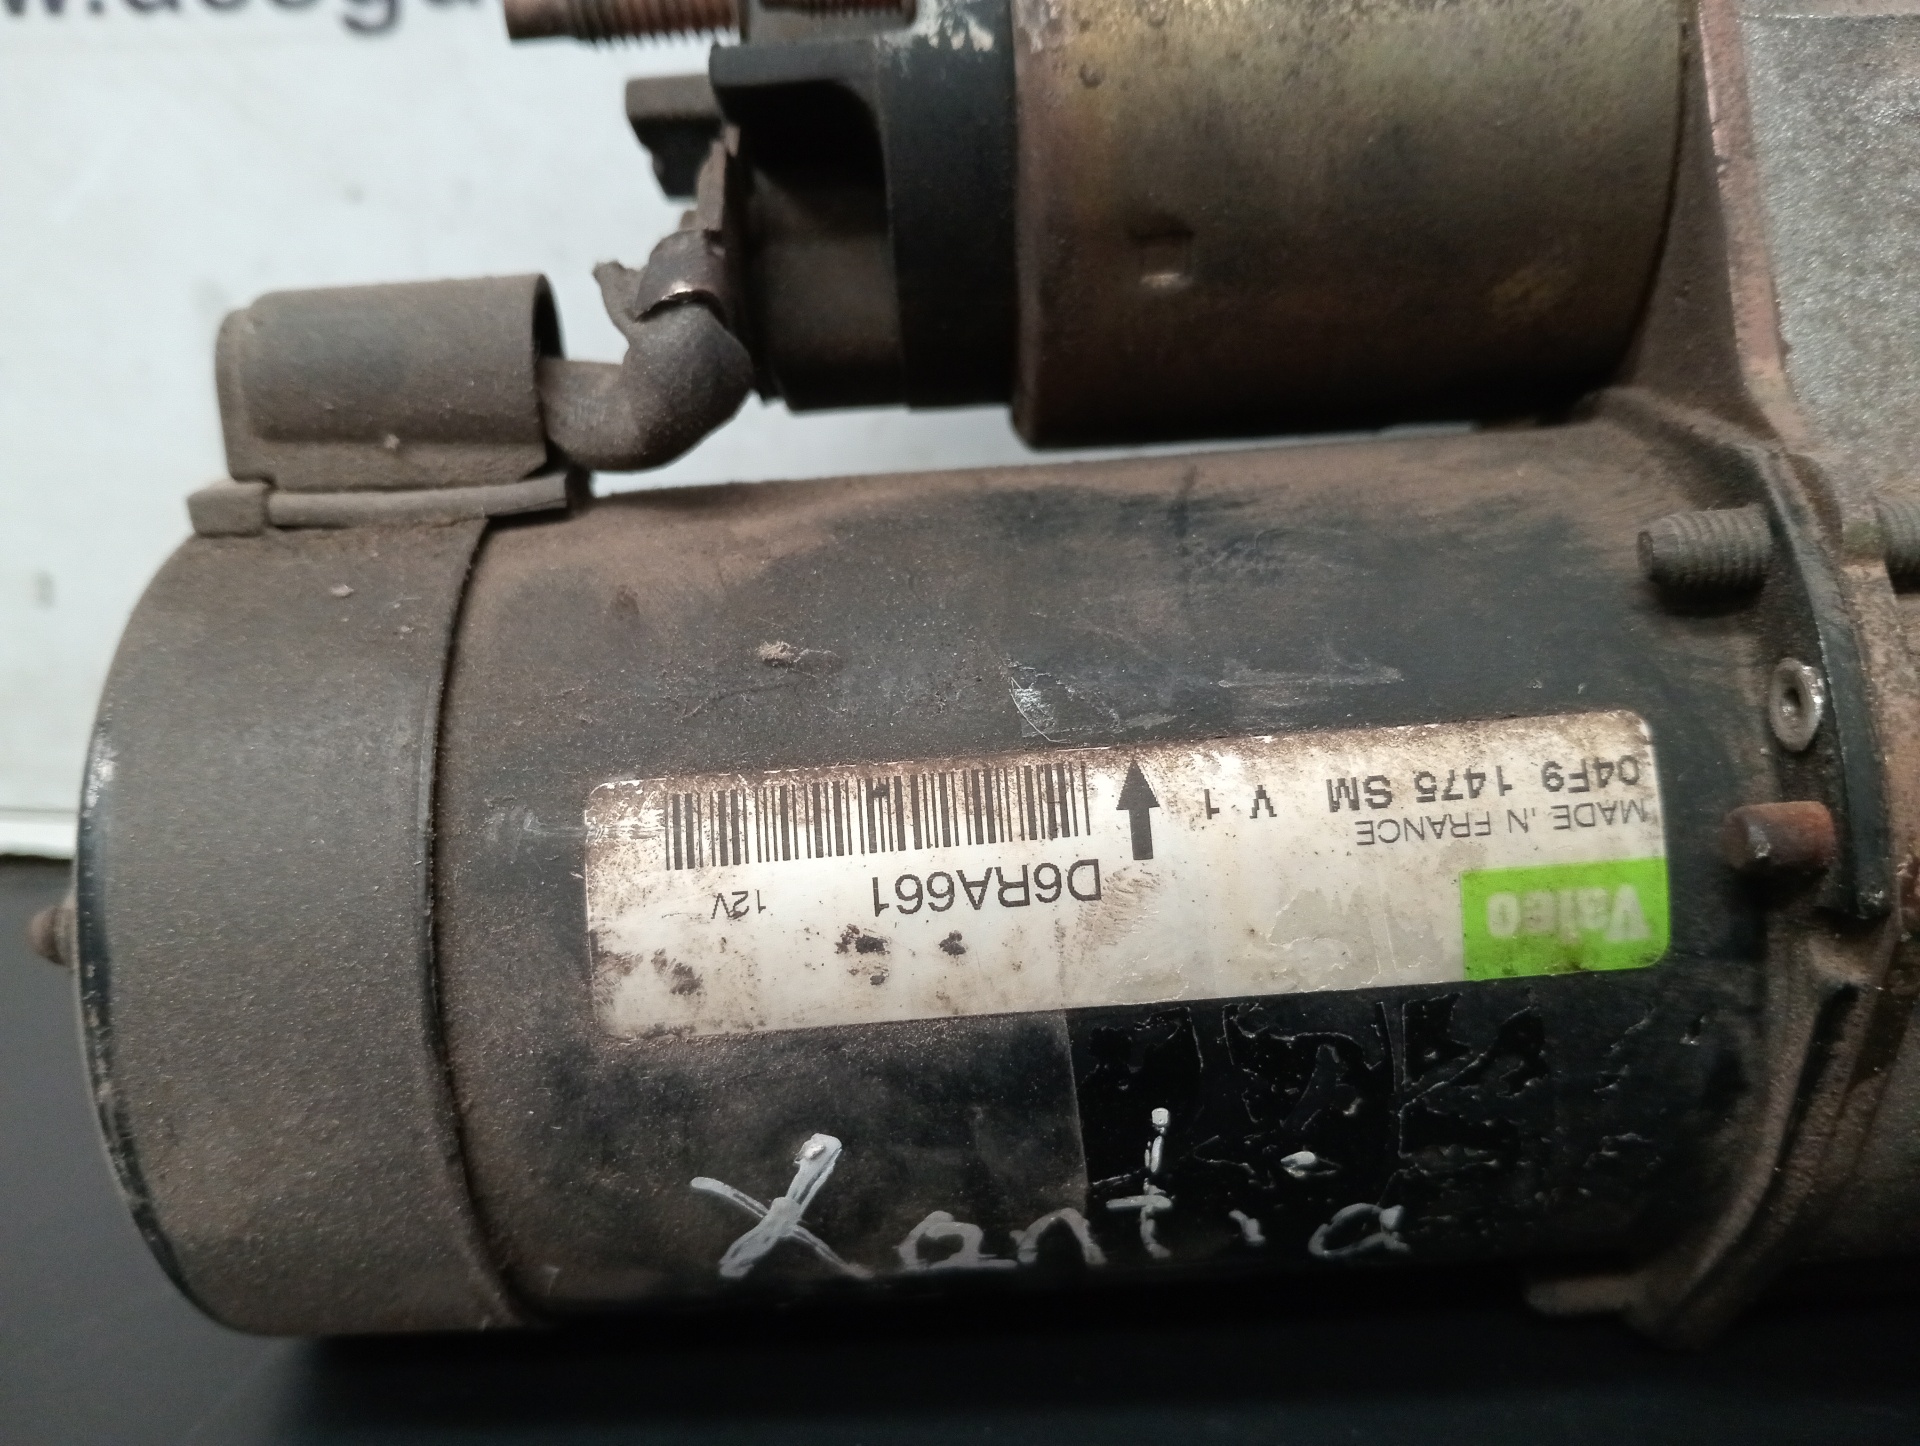 Valeo
MADE IN FRANCE
04F9 1475 SM V 1
D6RA661 12V
Xantia